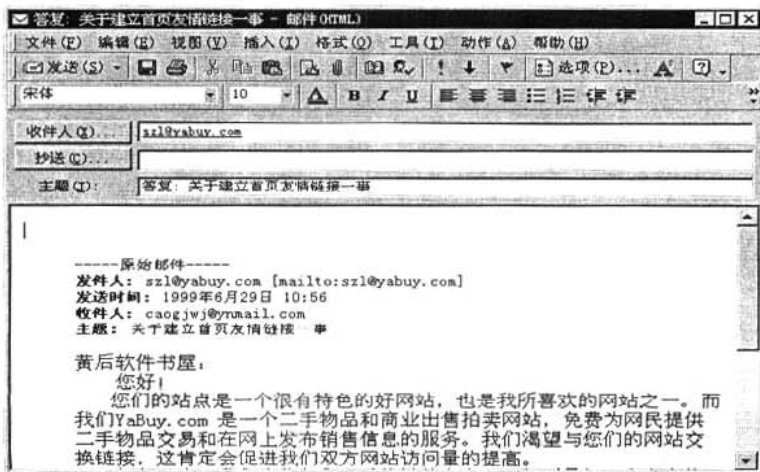 答复: 关于建立首页友情链接一事 - 邮件(HTML)
文件(F) 编辑(E) 视图(V) 插入(I) 格式(O) 工具(T) 动作(A) 帮助(H)
发送(S) 选项(P)...
宋体 10 A B I U
收件人(X)... szl@yabuy.com
抄送(C)...
主题(T): 答复: 关于建立首页友情链接一事
-----原始邮件-----
发件人: szl@yabuy.com [mailto:szl@yabuy.com]
发送时间: 1999年6月29日 10:56
收件人: caogjwj@ynmail.com
主题: 关于建立首页友情链接一事
黄后软件书屋:
您好!
您们的站点是一个很有特色的好网站, 也是我所喜欢的网站之一。而
我们YaBuy.com 是一个二手物品和商业出售拍卖网站, 免费为网民提供
二手物品交易和在网上发布销售信息的服务。我们渴望与您们的网站交
换链接, 这肯定会促进我们双方网站访问量的提高。